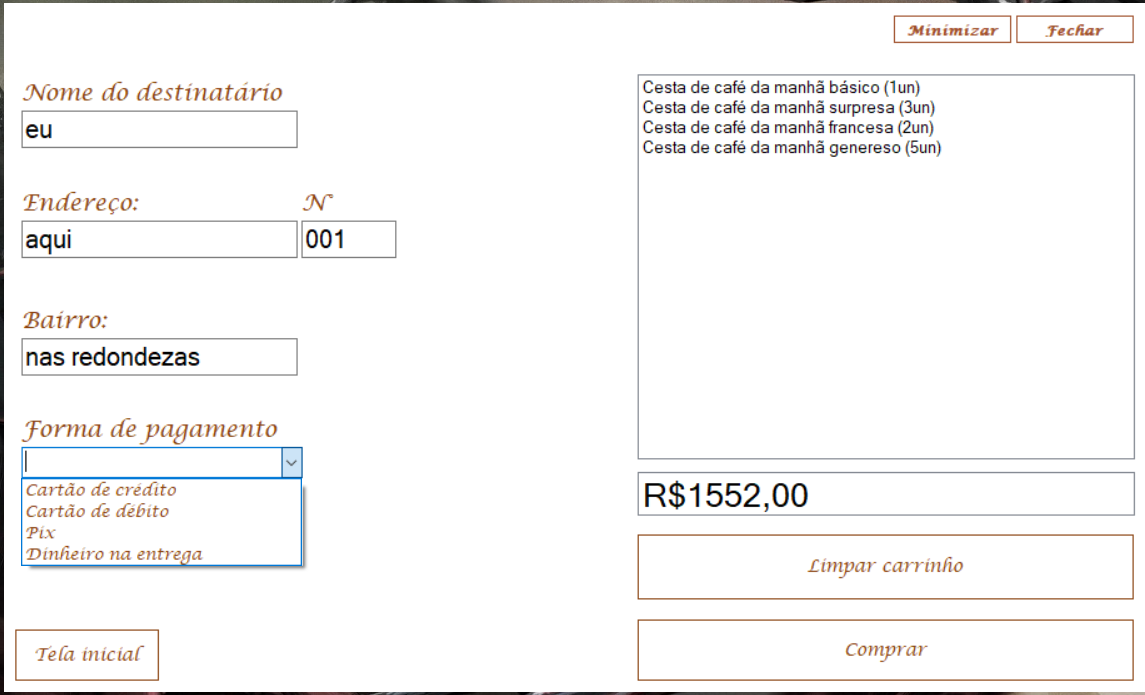 Minimizar
Fechar
Nome do destinatário
eu
Endereço:
N°
aqui
001
Bairro:
nas redondezas
Forma de pagamento
Cartão de crédito
Cartão de débito
Pix
Dinheiro na entrega
Tela inicial
Cesta de café da manhã básico (1un)
Cesta de café da manhã surpresa (3un)
Cesta de café da manhã francesa (2un)
Cesta de café da manhã genereso (5un)
R$1552,00
Limpar carrinho
Comprar